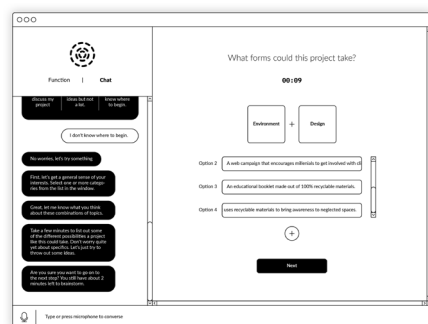 Function | Chat
discuss my
project
ideas but not
a lot.
know where
to begin.
I don't know where to begin.
No worries, let's try something.
First, let's get a general sense of your
interests. Select one or more catego-
ries from the list in the window.
Great, let me know what you think
about these combinations of topics.
Take a few minutes to list out some
of the different possibilities a project
like this could take. Don't worry quite
yet about specifics. Let's just try to
throw out some ideas.
Are you sure you want to go on to
the next step? You still have about 2
minutes left to brainstorm.
Type or press microphone to converse
What forms could this project take?
00:09
Environment + Design
Option 2 A web campaign that encourages millenials to get involved with cli
Option 3 An educational booklet made out of 100% recyclable materials.
Option 4 uses recyclable materials to bring awareness to neglected spaces.
+
Next